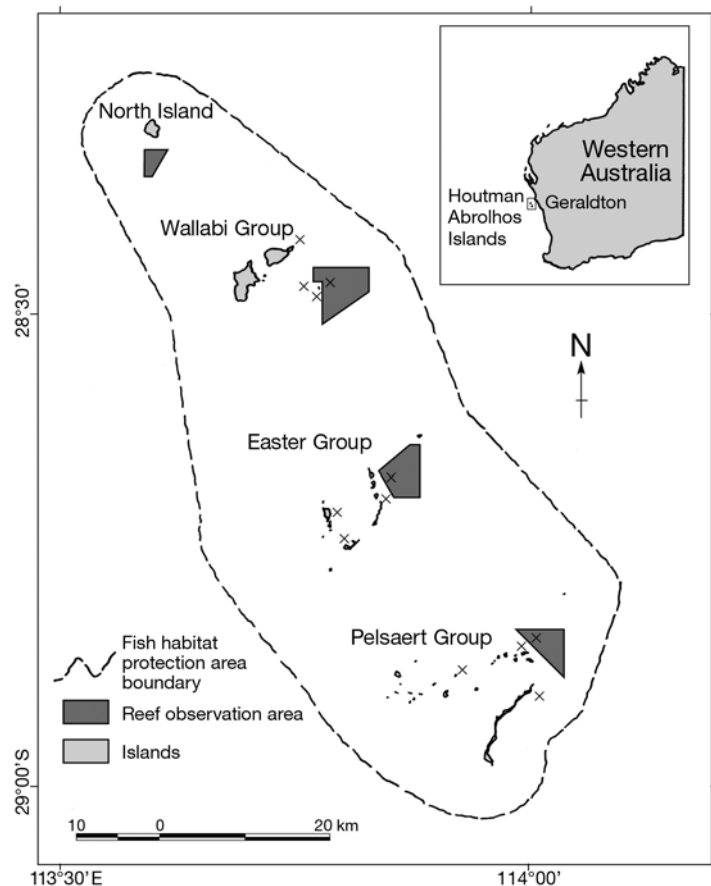 North Island
Wallabi Group
Western
Australia
Houtman
Abrolhos
Islands
Geraldton
28°30'
N
Easter Group
Pelsaert Group
Fish habitat
protection area
boundary
Reef observation area
Islands
29°00'S
10 0 20 km
113°30' E 114°00'